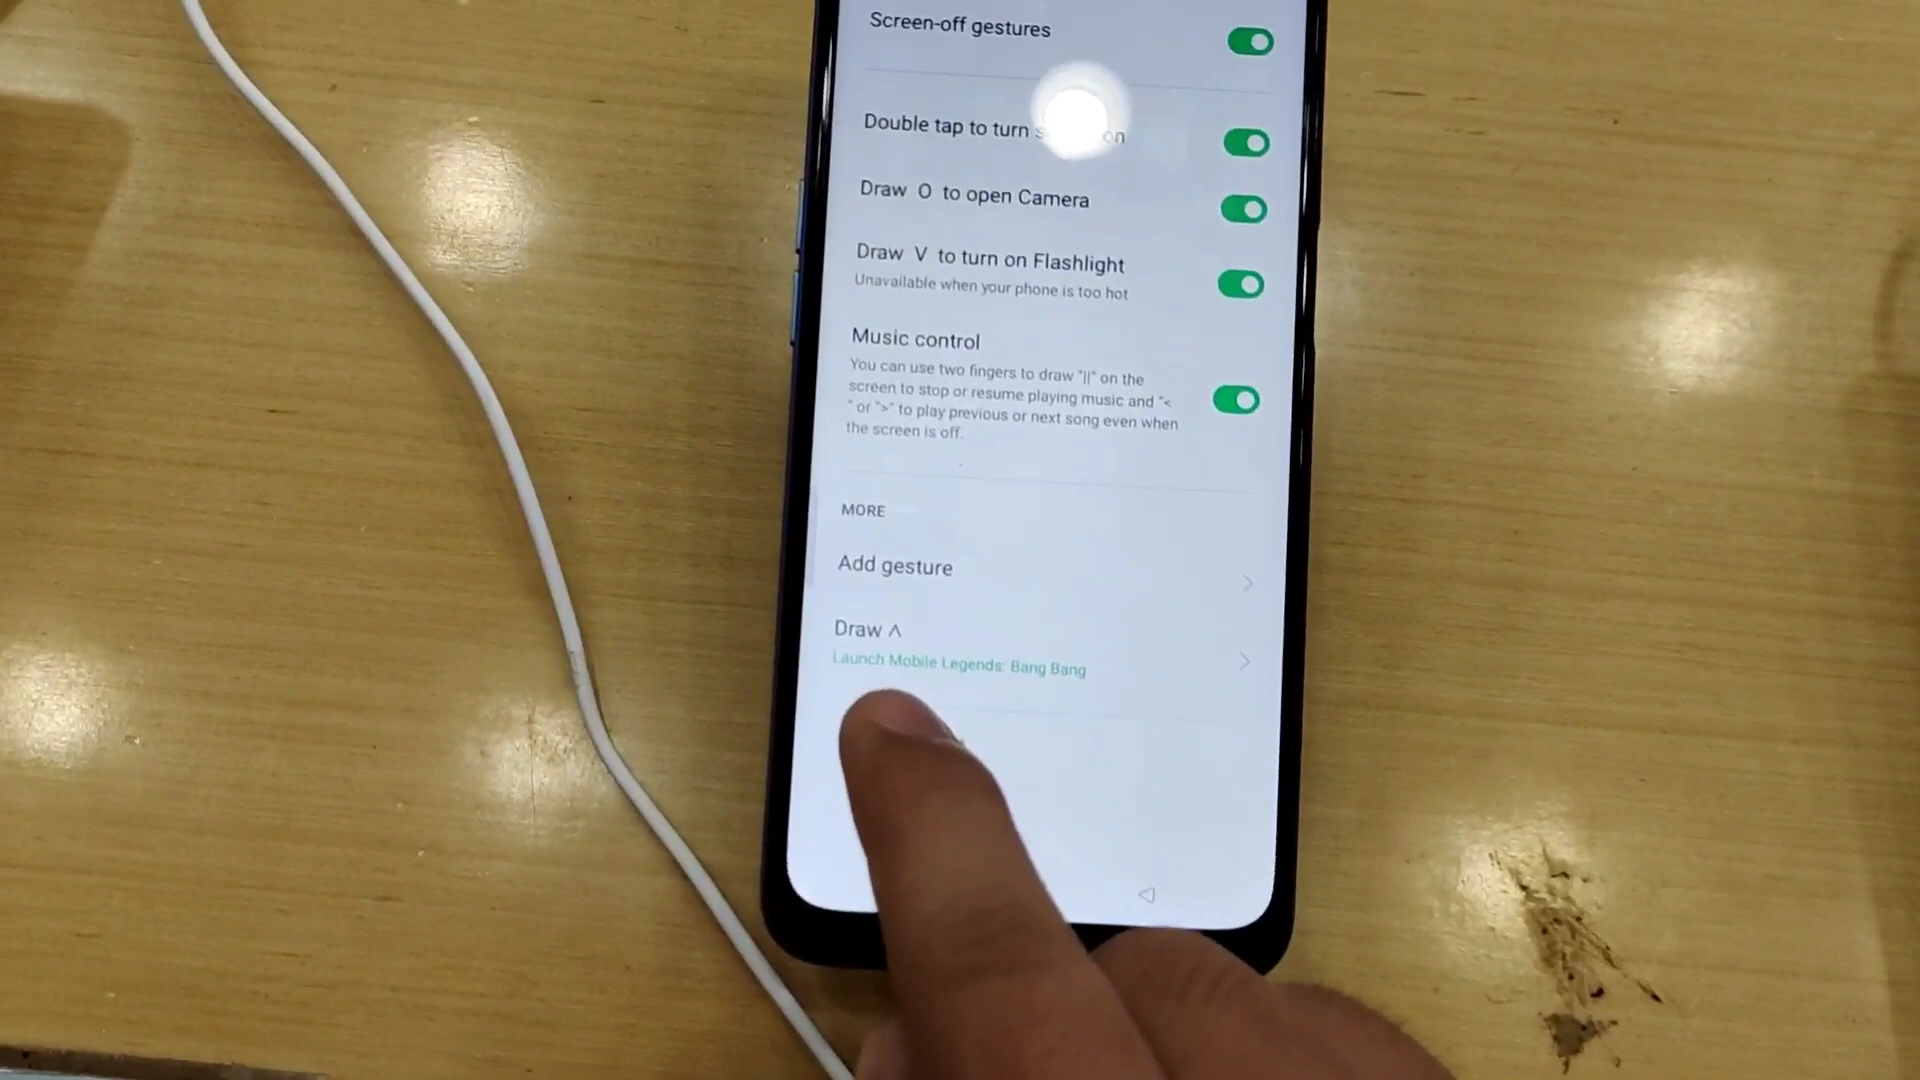 Screen-off gestures
Double tap to turn on
Draw O to open Camera
Draw V to turn on Flashlight
Unavailable when your phone is too hot
Music control
You can use two fingers to draw "||" on the
screen to stop or resume playing music and "<
" or ">" to play previous or next song even when
the screen is off.
MORE
Add gesture
Draw ˄
Launch Mobile Legends: Bang Bang